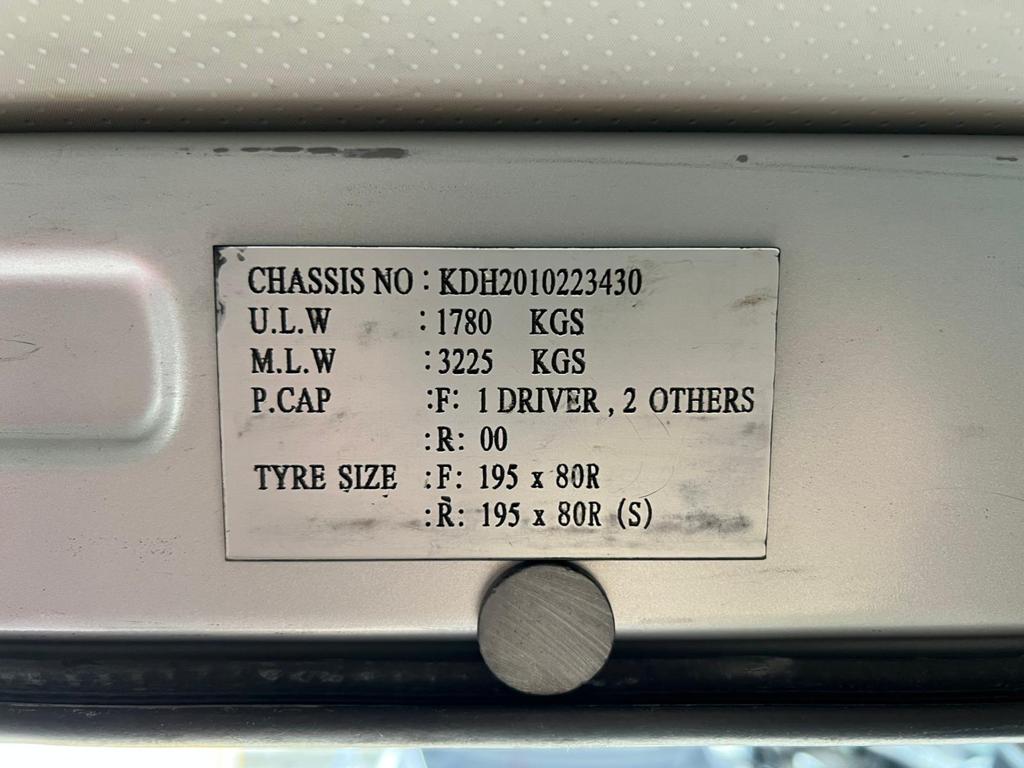 CHASSIS NO : KDH2010223430
U.L.W : 1780 KGS
M.L.W : 3225 KGS
P.CAP :F: 1 DRIVER , 2 OTHERS
:R: 00
TYRE SIZE :F: 195 x 80R
:R: 195 x 80R (S)